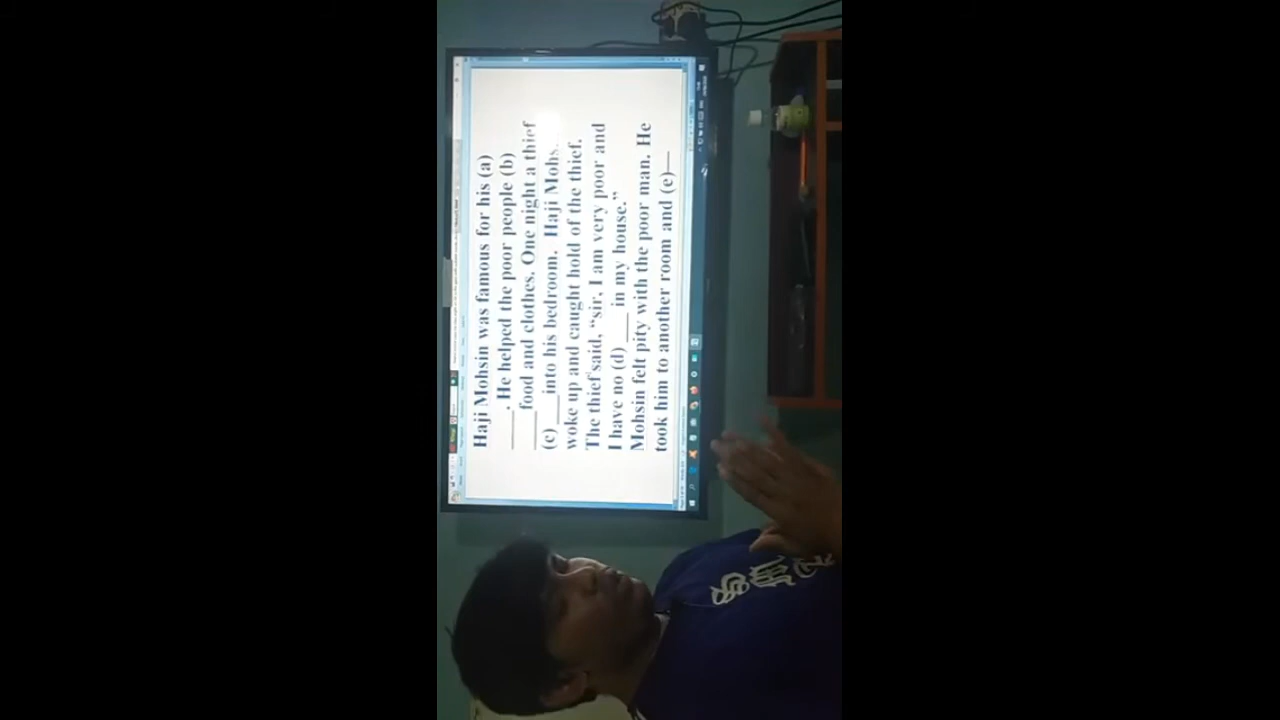 Haji Mohsin was famous for his (a)
____. He helped the poor people (b)
____ food and clothes. One night a thief
(c) ____into his bedroom. Haji Mohs
woke up and caught hold of the thief.
The thief said, “sir, I am very poor and
I have no (d) ____ in my house.”
Mohsin felt pity with the poor man. He
took him to another room and (e)__